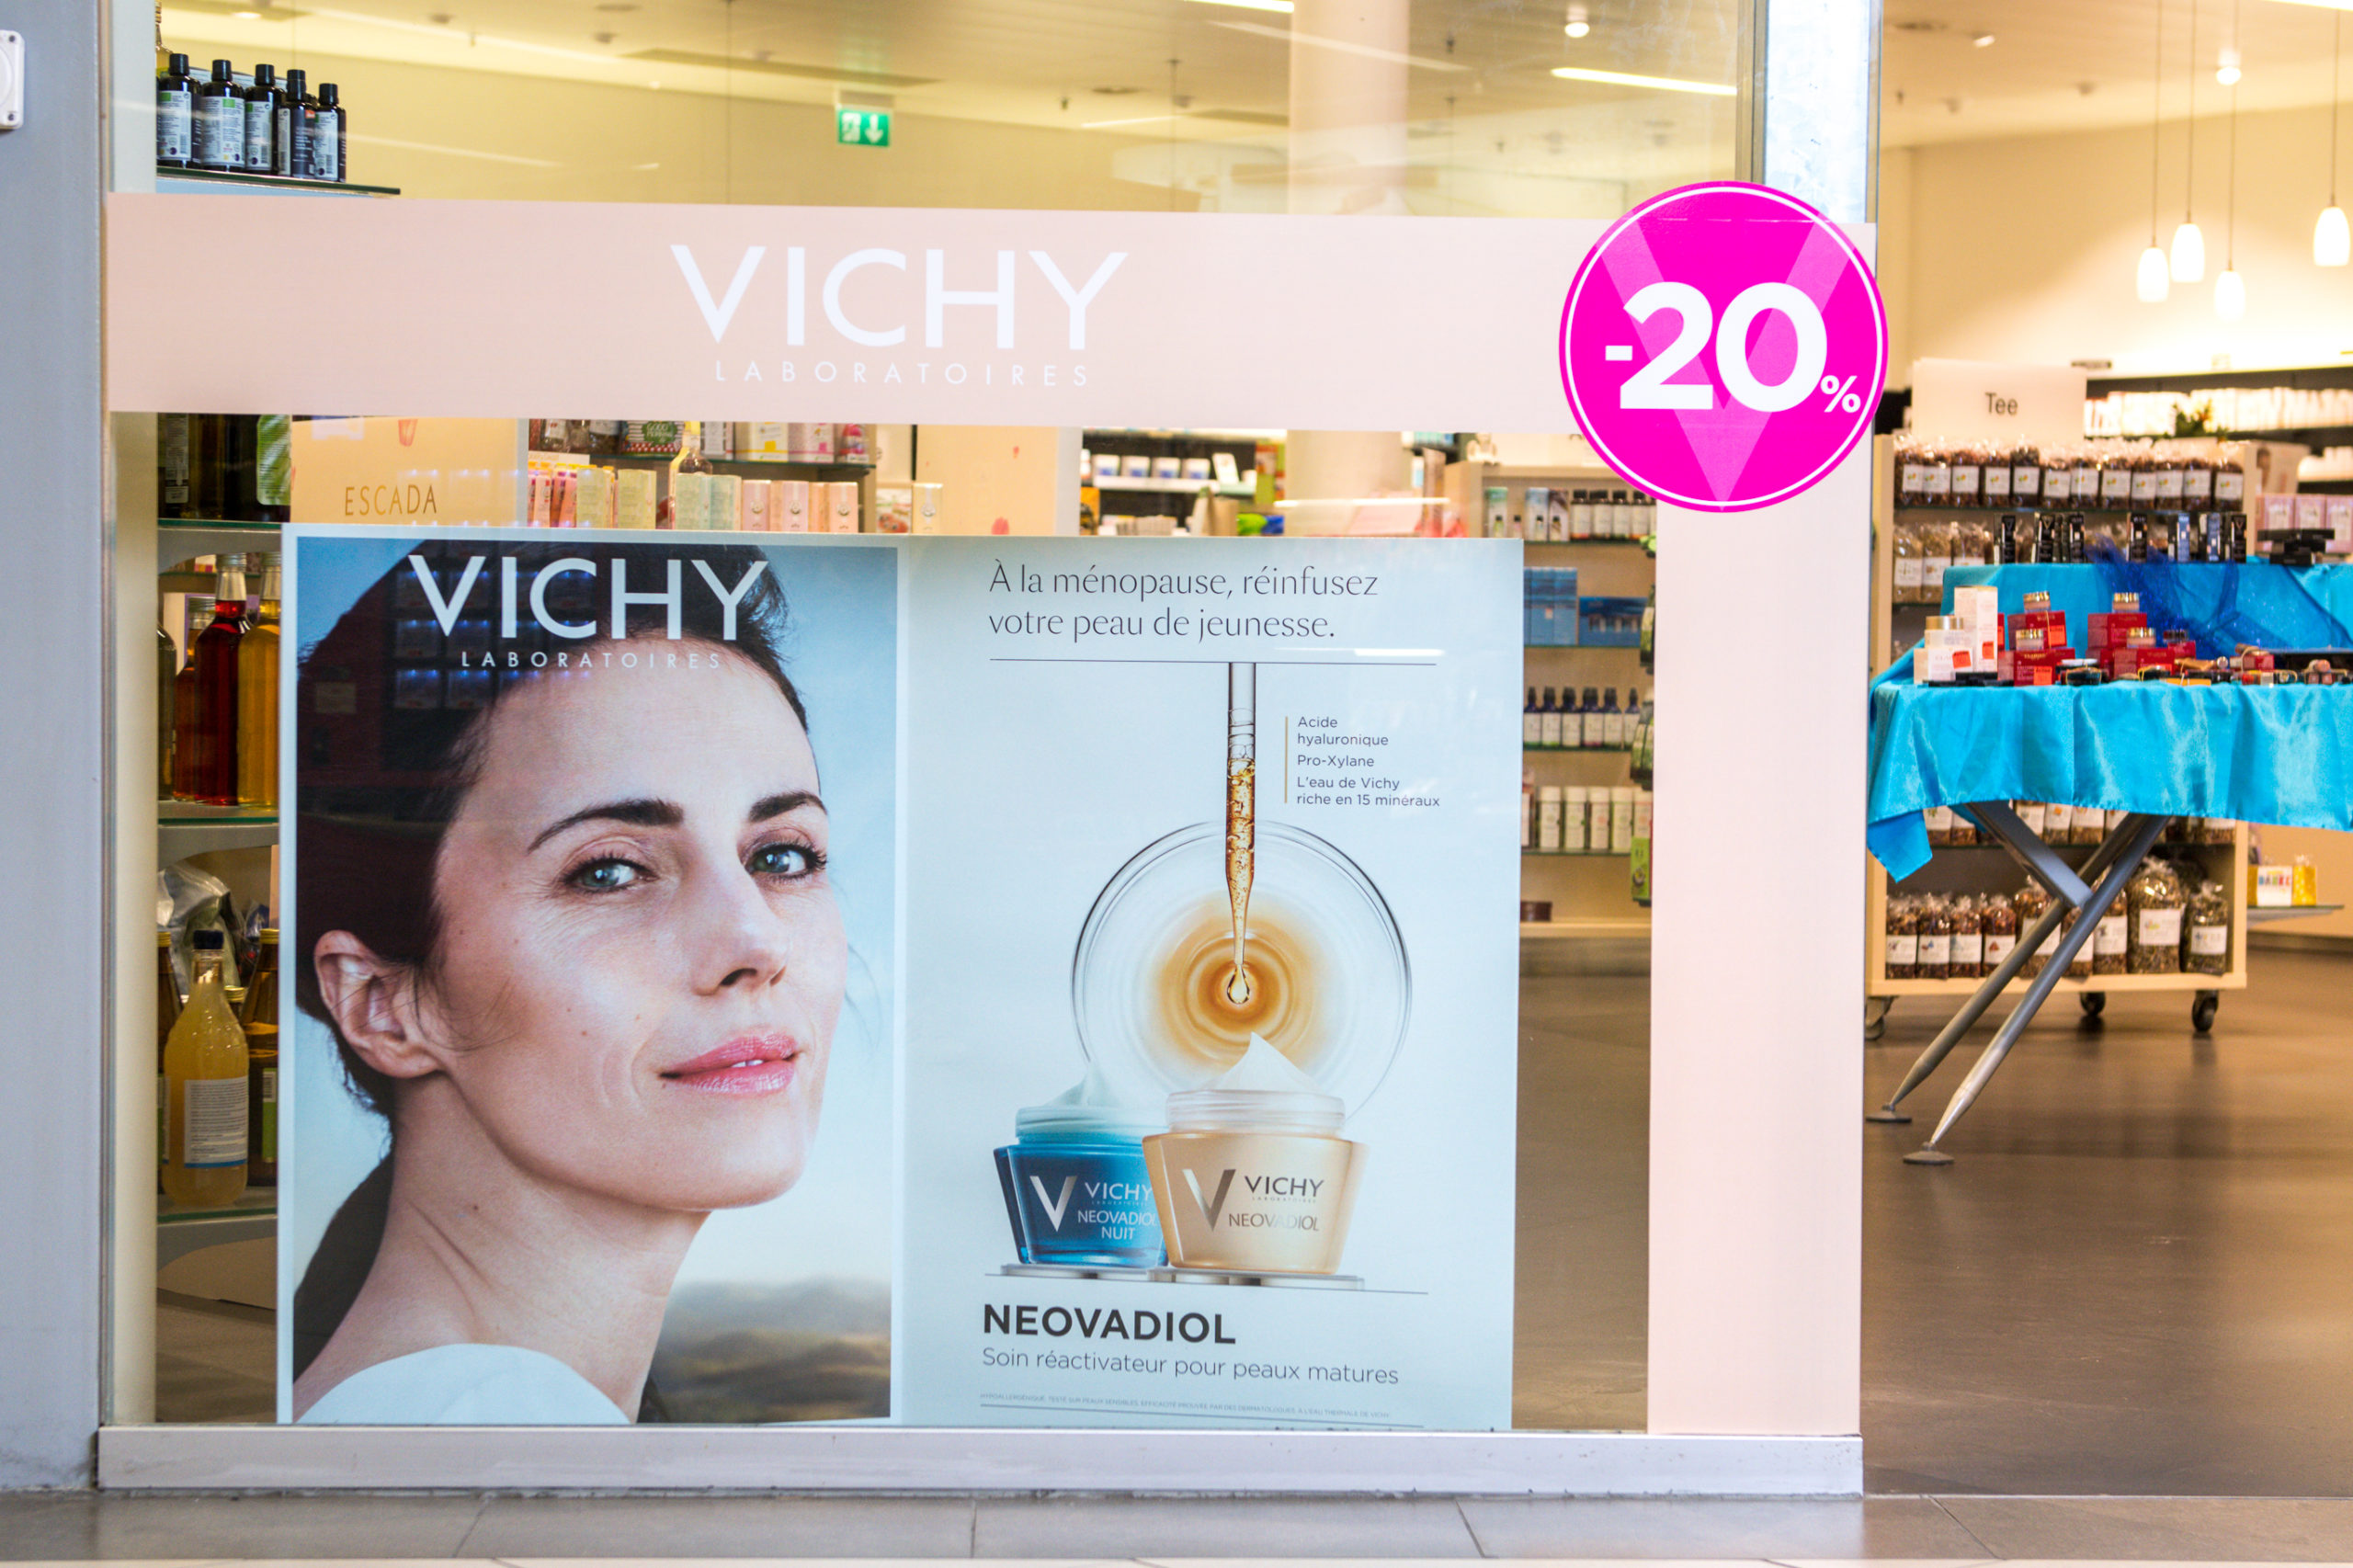 VICHY
LABORATOIRES
-20%
Tee
ESCADA
VICHY
LABORATOIRES
À la ménopause, réinfusez
votre peau de jeunesse.
Acide
hyaluronique
Pro-Xylane
L'eau de Vichy
riche en 15 minéraux
VICHY
NEOVADIOL
NUIT
VICHY
LABORATOIRES
NEOVADIOL
NEOVADIOL
Soin réactivateur pour peaux matures